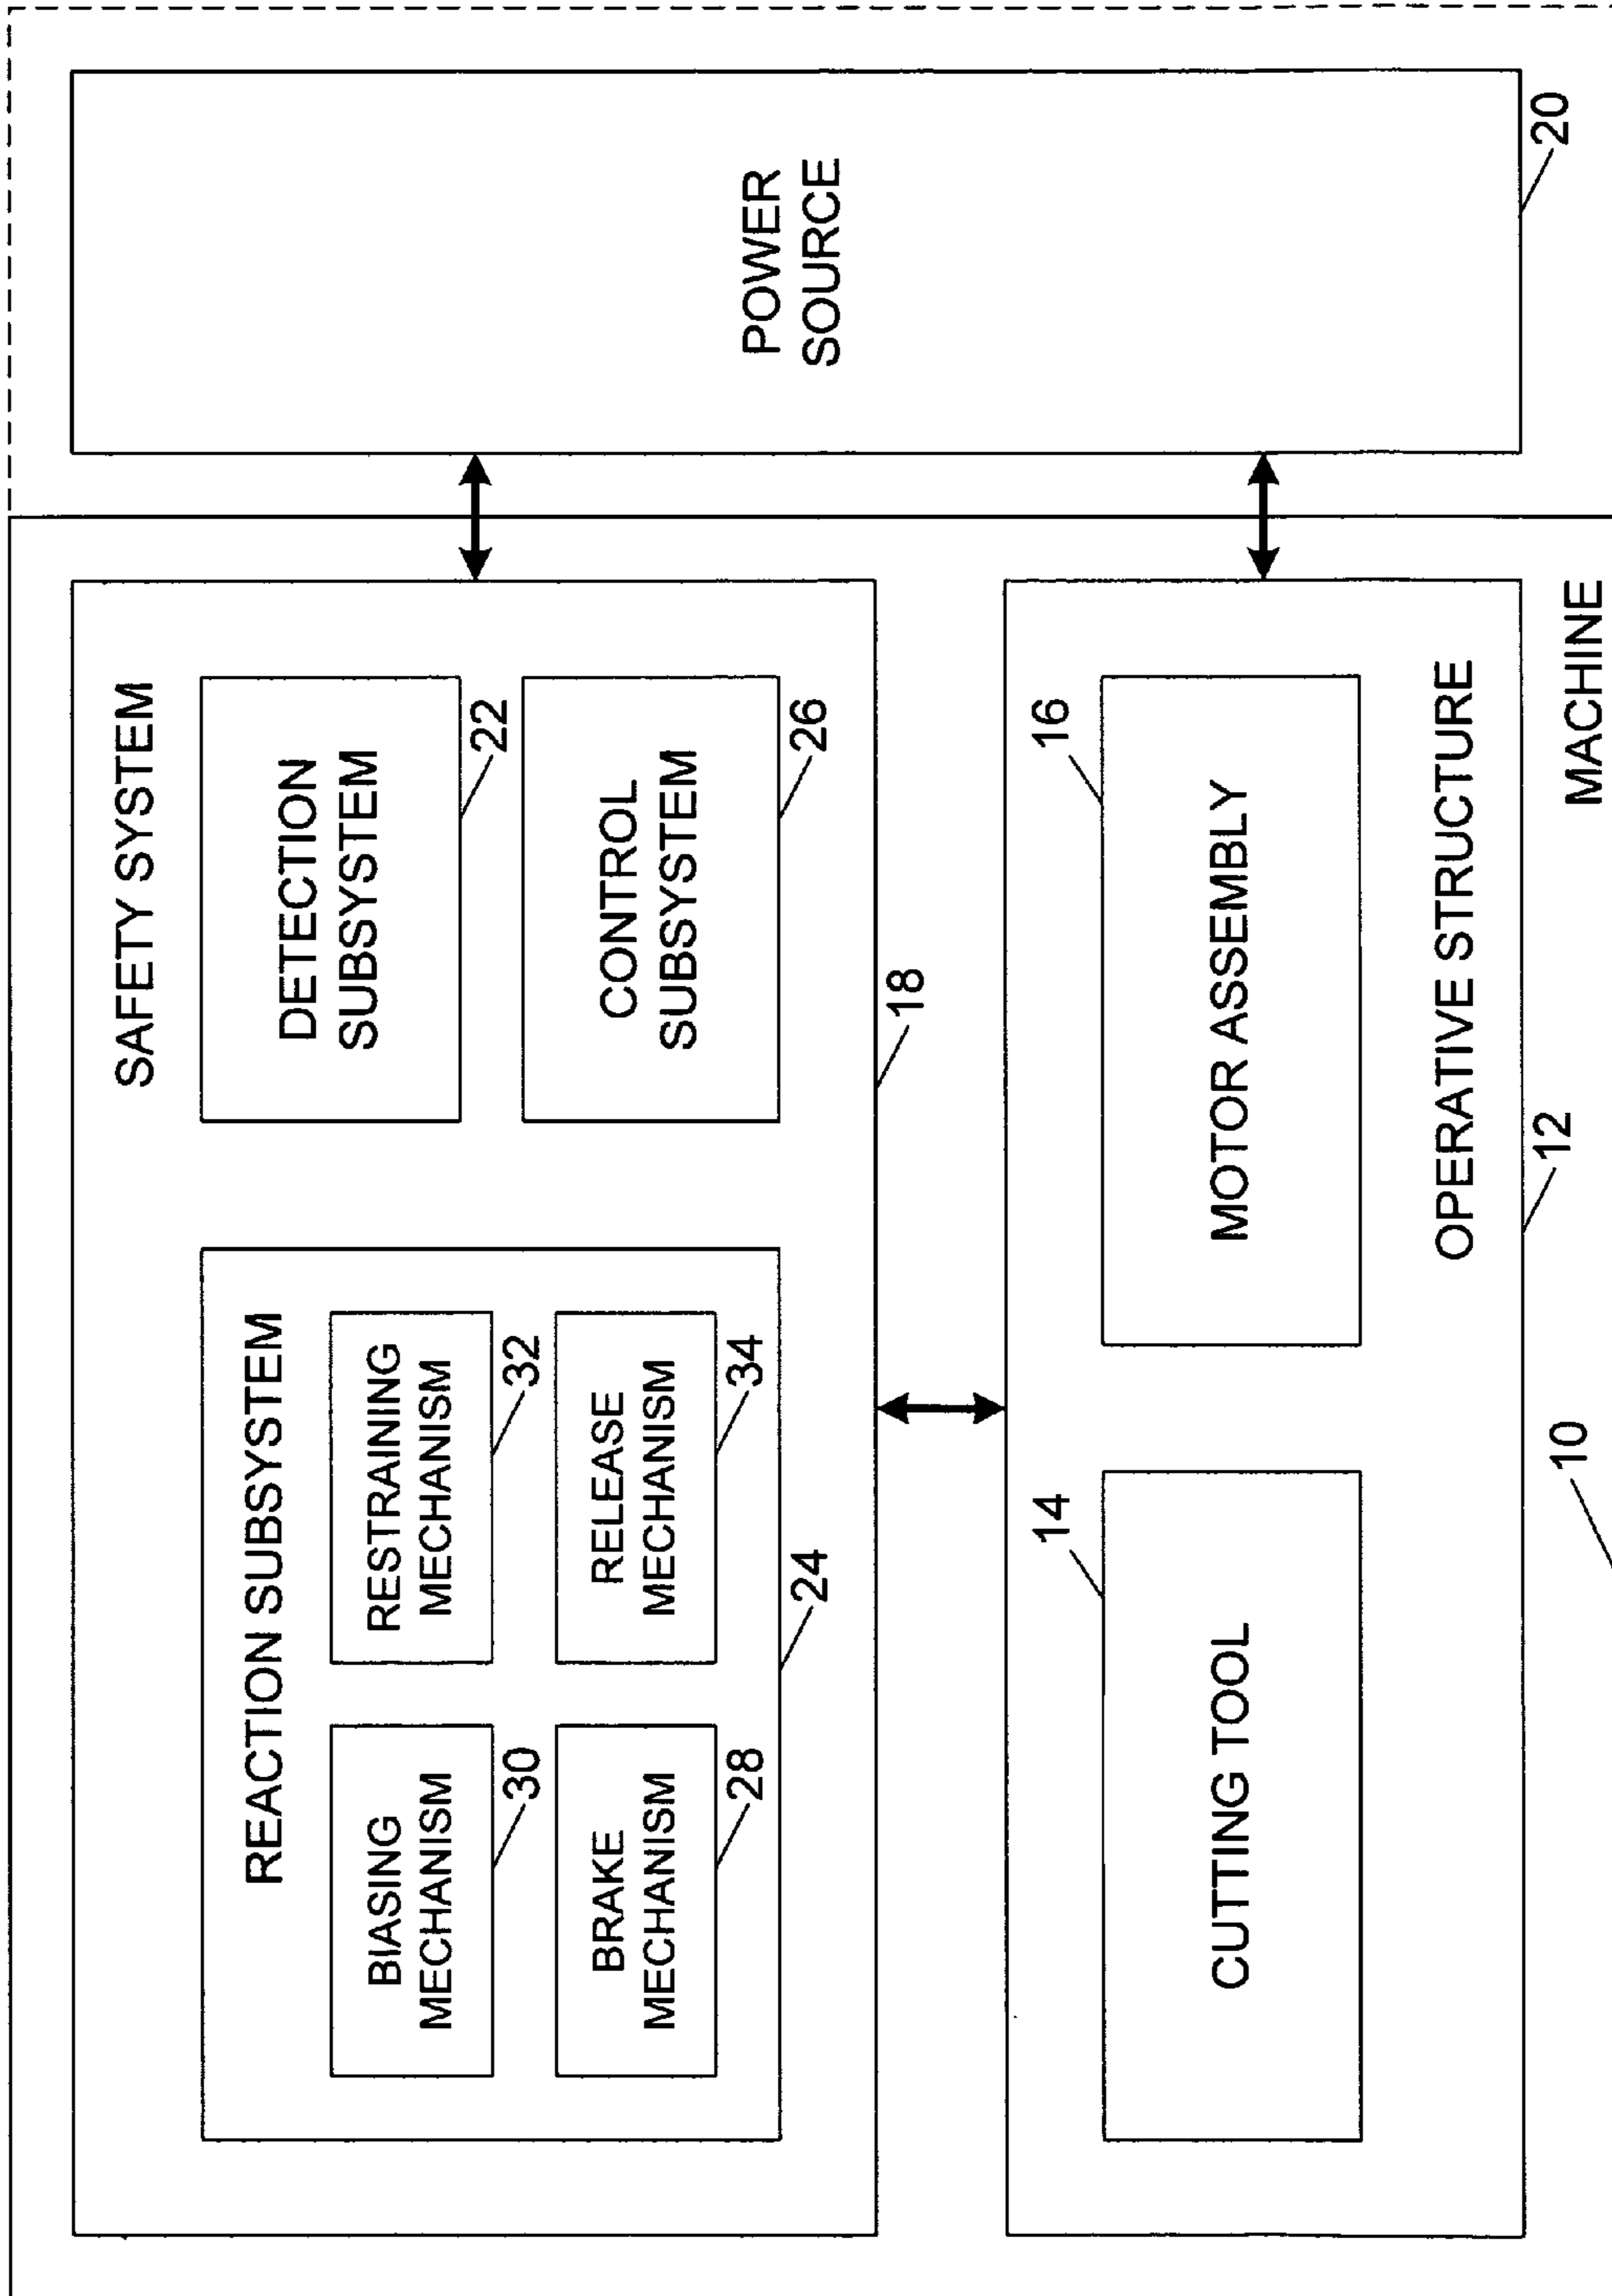 SAFETY SYSTEM
REACTION SUBSYSTEM
BIASING
MECHANISM
30
RESTRAINING
MECHANISM
32
BRAKE
MECHANISM
28
RELEASE
MECHANISM
34
24
DETECTION
SUBSYSTEM
22
CONTROL
SUBSYSTEM
26
18
14
CUTTING TOOL
16
MOTOR ASSEMBLY
OPERATIVE STRUCTURE
12
10
MACHINE
POWER
SOURCE
20